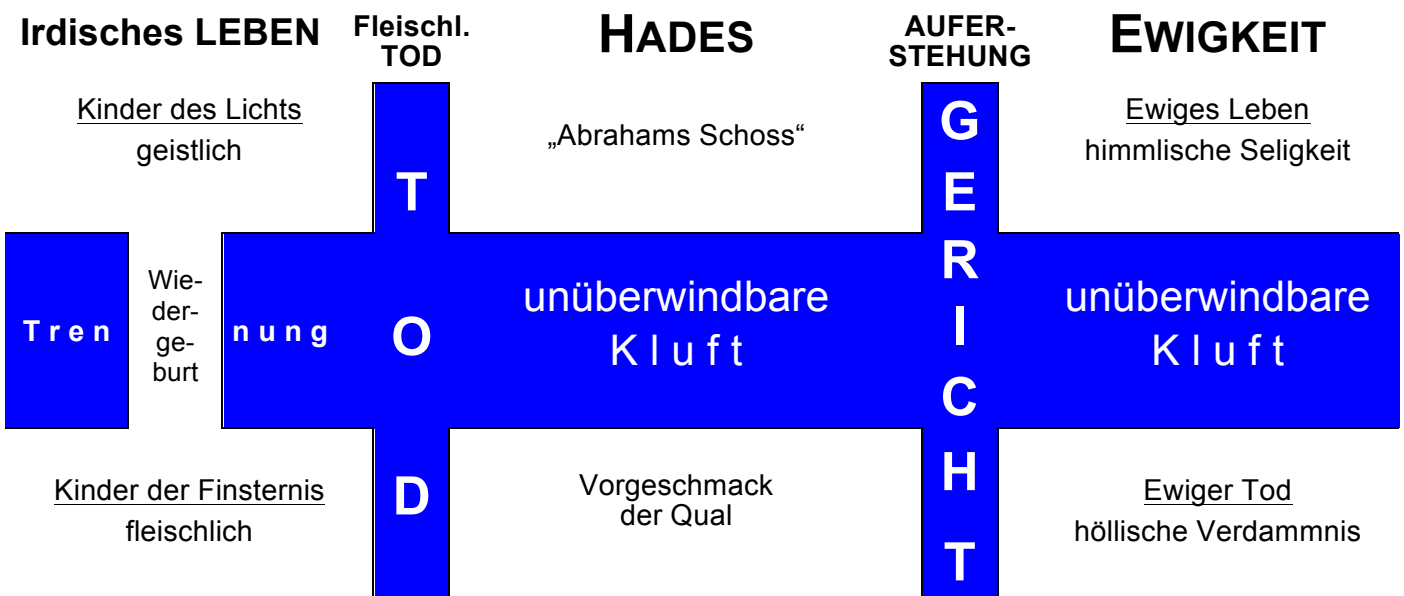 Irdisches LEBEN
Fleischl.
TOD
HADES
AUFER-
STEHUNG
EWIGKEIT
Kinder des Lichts
geistlich
„Abrahams Schoss“
Ewiges Leben
himmlische Seligkeit
T r e n
Wie-
der-
ge-
burt
n u n g
T
O
D
unüberwindbare
K l u f t
G
E
R
I
C
H
T
unüberwindbare
K l u f t
Kinder der Finsternis
fleischlich
Vorgeschmack
der Qual
Ewiger Tod
höllische Verdammnis